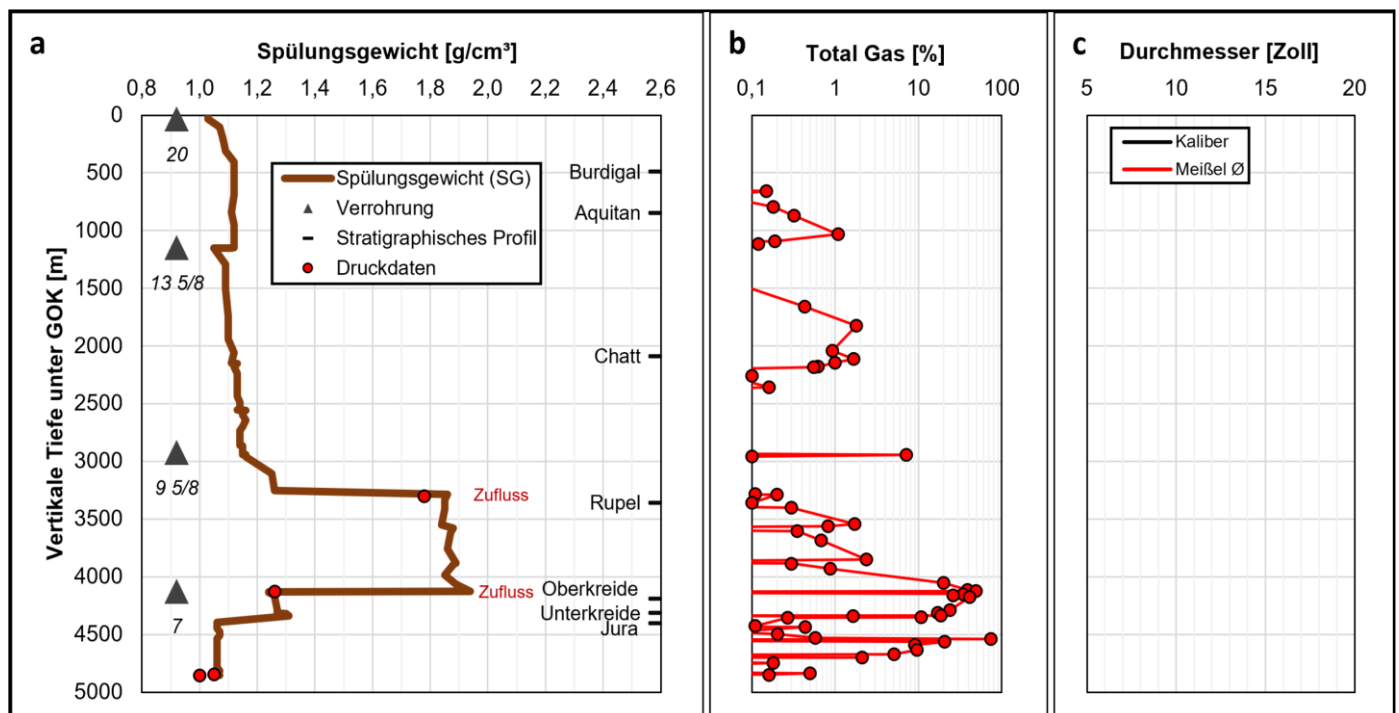 a
Spülungsgewicht [g/cm³]
0,8 1,0 1,2 1,4 1,6 1,8 2,0 2,2 2,4 2,6
Vertikale Tiefe unter GOK [m]
0
500
1000
1500
2000
2500
3000
3500
4000
4500
5000
20
13 5/8
9 5/8
7
Spülungsgewicht (SG)
Verrohrung
Stratigraphisches Profil
Druckdaten
Burdigal
Aquitan
Chatt
Zufluss
Rupel
Zufluss
Oberkreide
Unterkreide
Jura
b
Total Gas [%]
0,1 1 10 100
c
Durchmesser [Zoll]
5 10 15 20
Kaliber
Meißel Ø